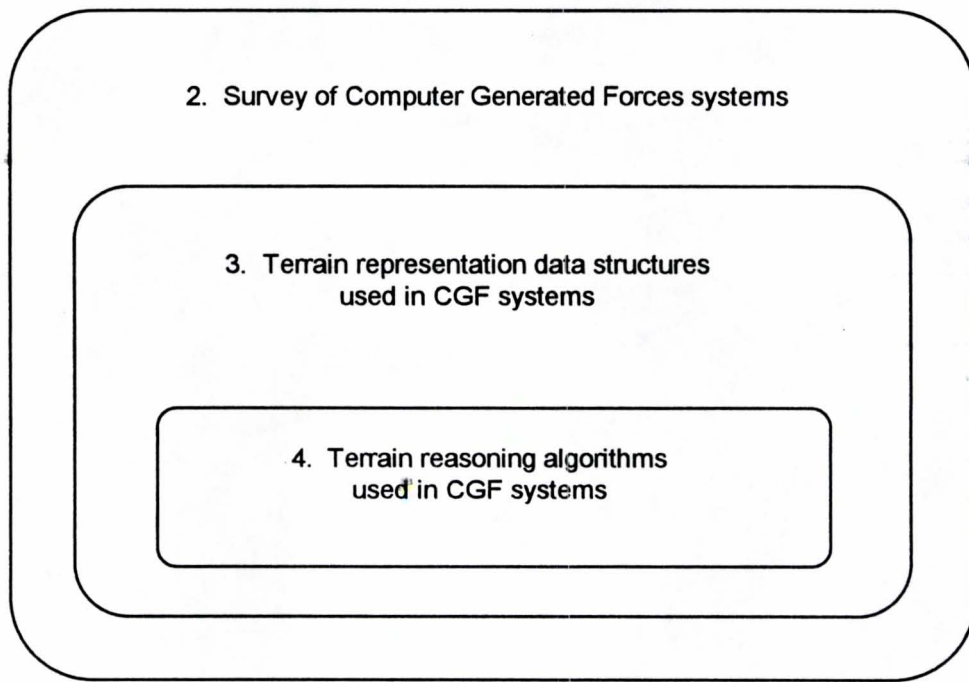 2. Survey of Computer Generated Forces systems
3. Terrain representation data structures
used in CGF systems
4. Terrain reasoning algorithms
used in CGF systems